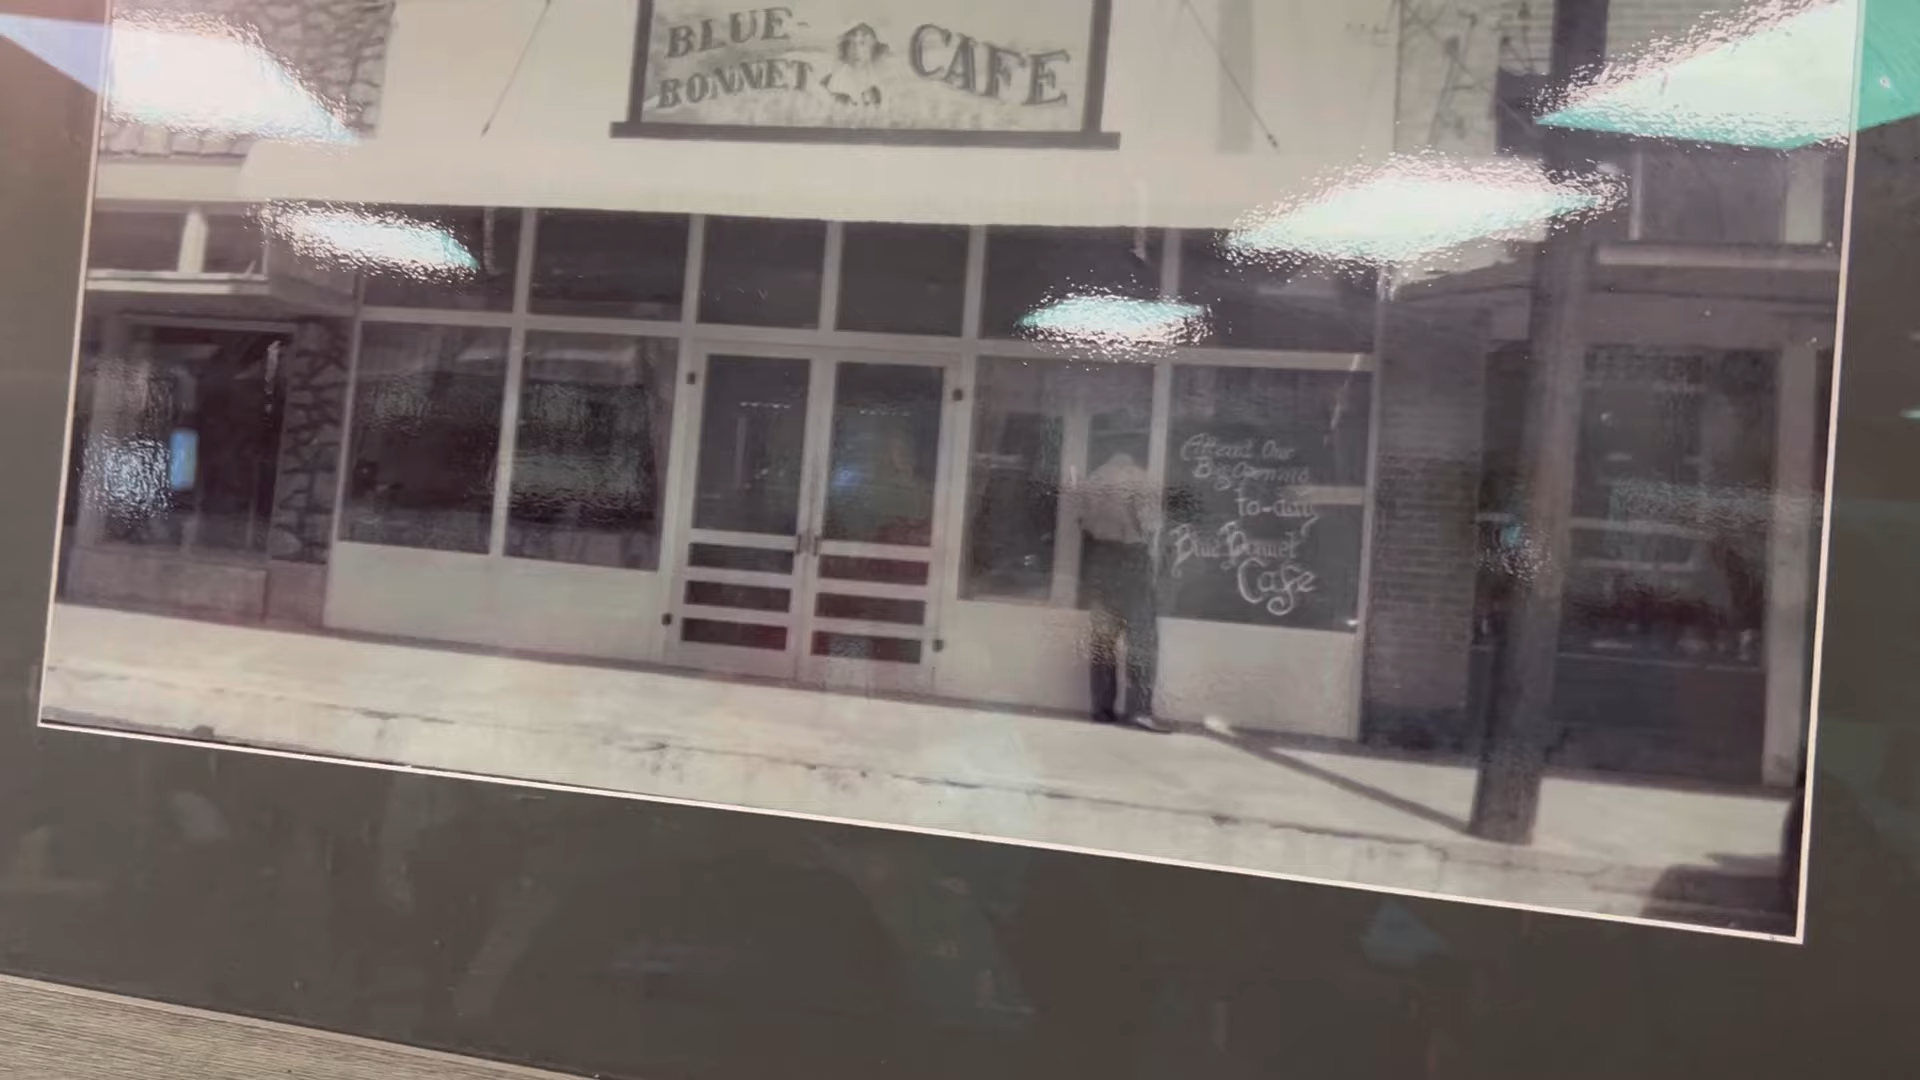 BLUE-
BONNET
CAFE
Attend Our
Big Opening
to-day
Blue Bonnet
Cafe